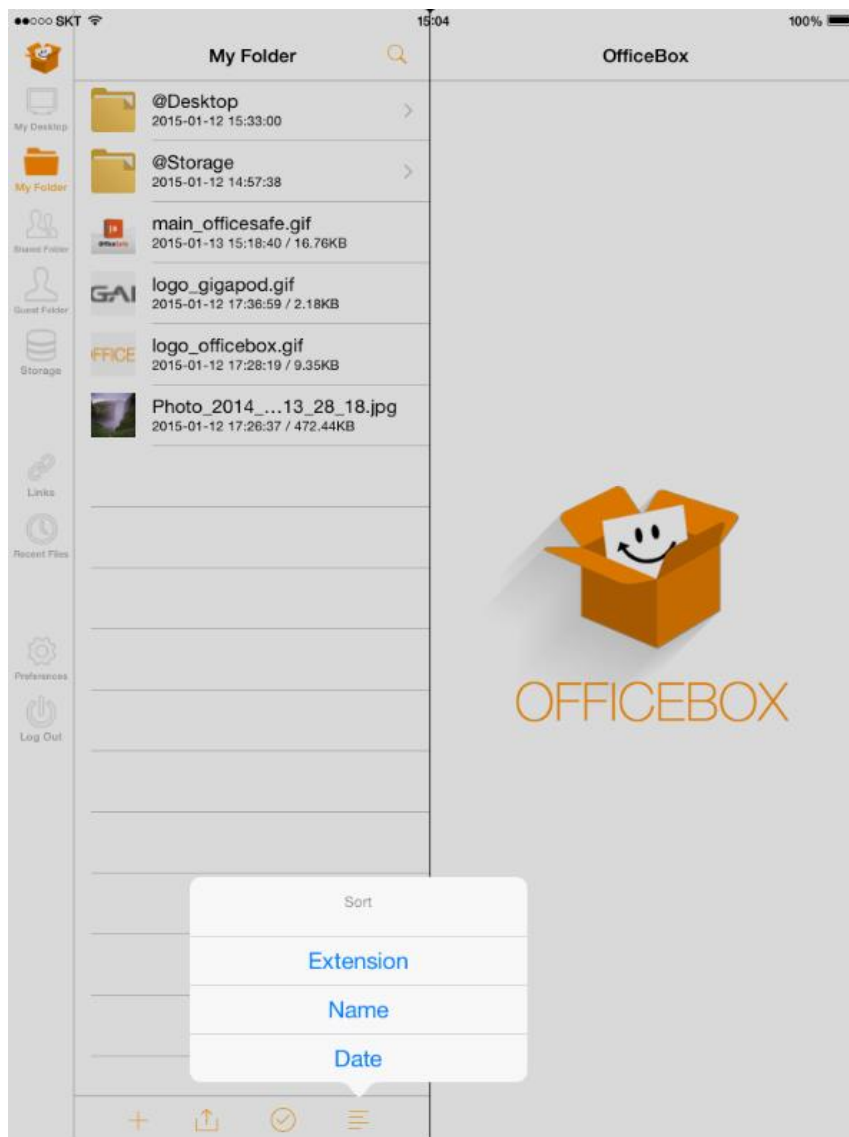 SKT
15:04
100%
My Folder
OfficeBox
My Desktop
My Folder
Shared Folder
Guest Folder
Storage
Links
Recent Files
Preferences
Log Out
@Desktop
2015-01-12 15:33:00
@Storage
2015-01-12 14:57:38
main_officesafe.gif
2015-01-13 15:18:40 / 16.76KB
GAI
logo_gigapod.gif
2015-01-12 17:36:59 / 2.18KB
FFICE
logo_officebox.gif
2015-01-12 17:28:19 / 9.35KB
Photo_2014_...13_28_18.jpg
2015-01-12 17:26:37 / 472.44KB
OFFICEBOX
Sort
Extension
Name
Date